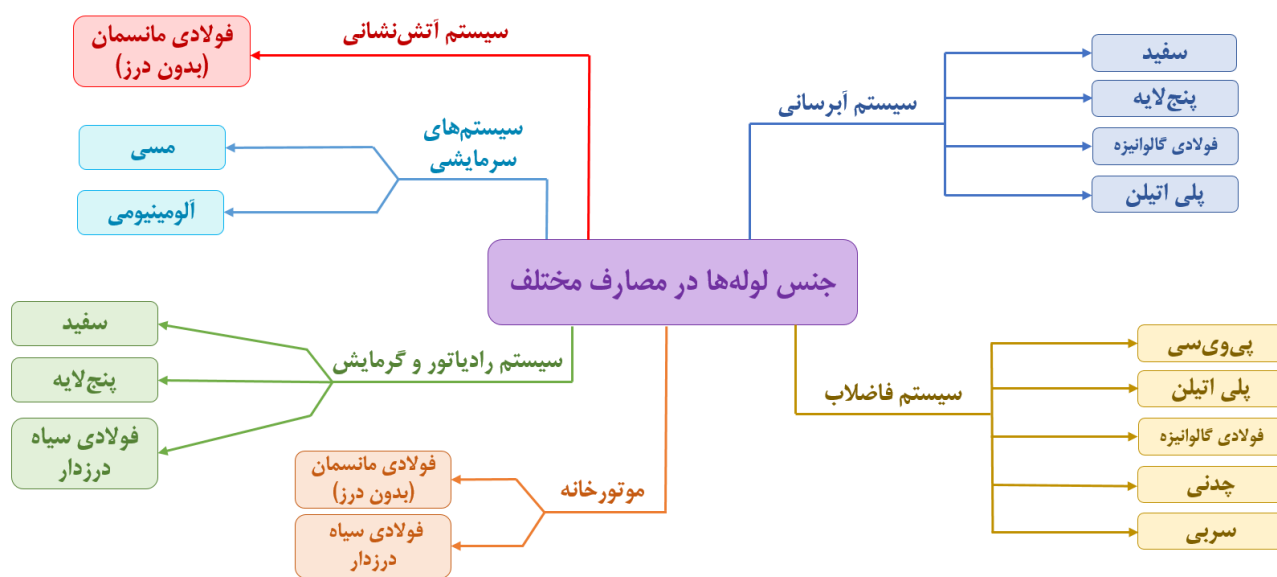 جنس لوله‌ها در مصارف مختلف
سیستم آبرسانی
سفید
پنج‌لایه
فولادی گالوانیزه
پلی اتیلن
سیستم فاضلاب
پی‌وی‌سی
پلی اتیلن
فولادی گالوانیزه
چدنی
سربی
موتورخانه
فولادی مانسمان
(بدون درز)
فولادی سیاه
درزدار
سیستم رادیاتور و گرمایش
سفید
پنج‌لایه
فولادی سیاه
درزدار
سیستم‌های
سرمایشی
مسی
آلومینیومی
سیستم آتش‌نشانی
فولادی مانسمان
(بدون درز)